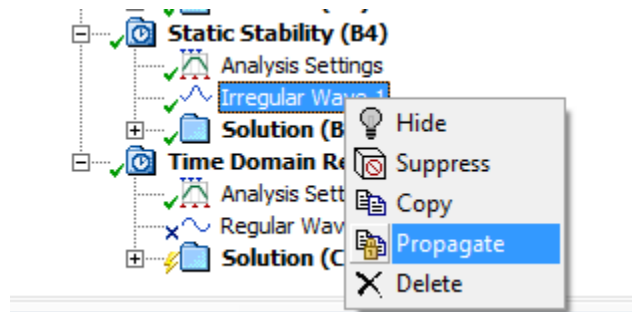 Static Stability (B4)
Analysis Settings
Irregular Wave 1
Hide
Solution (B
Time Domain Re
Suppress
Analysis Sett
Copy
Regular Wav
Propagate
Solution (C
Delete